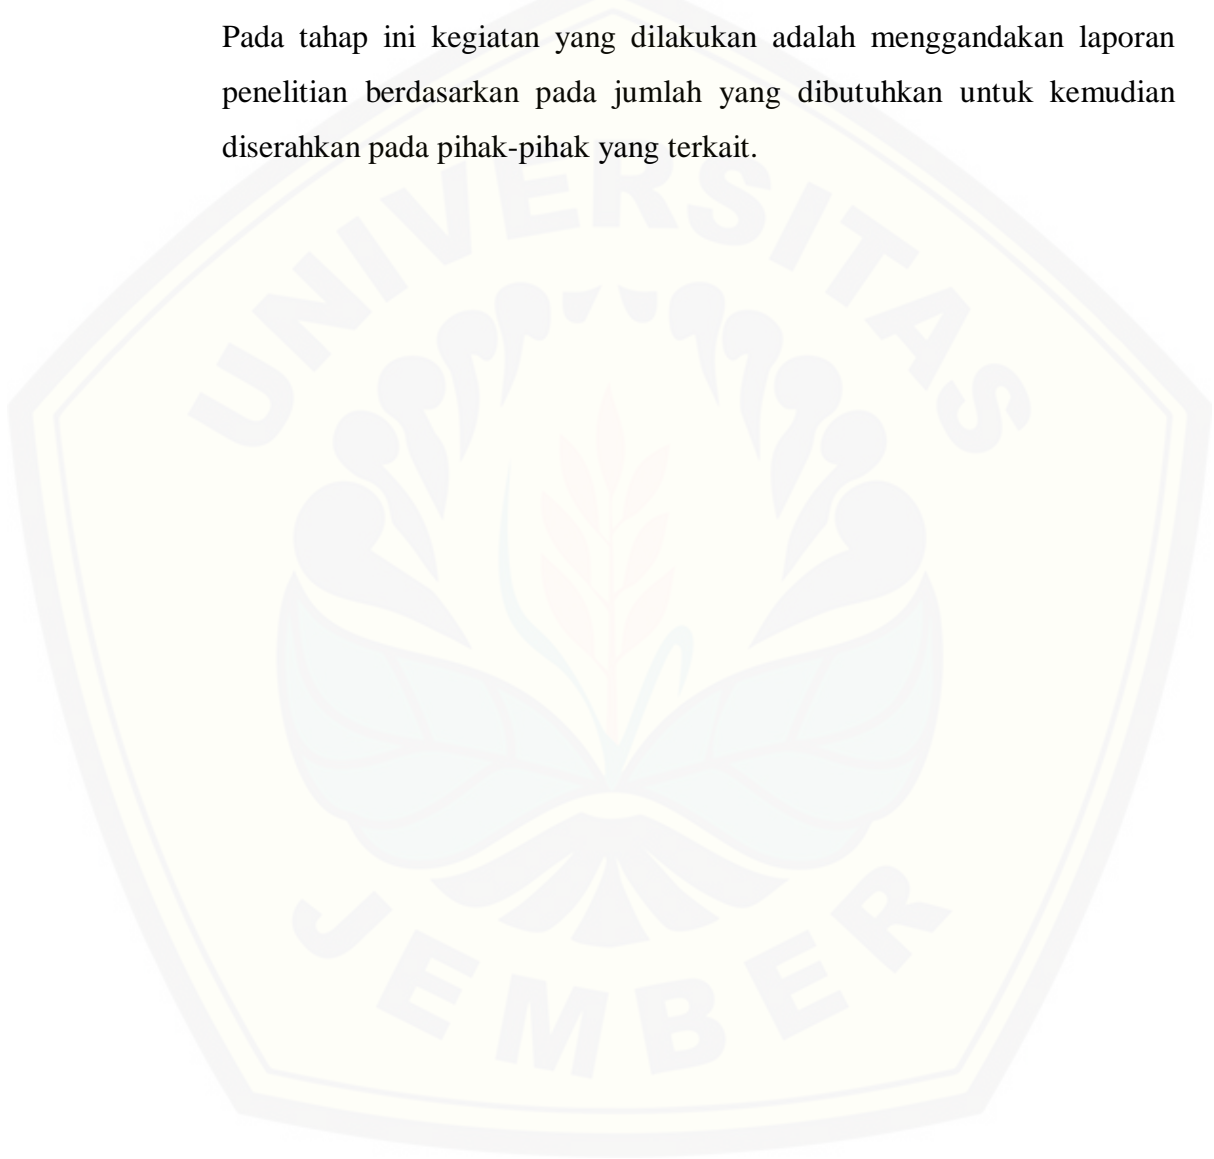 Pada tahap ini kegiatan yang dilakukan adalah menggandakan laporan
penelitian berdasarkan pada jumlah yang dibutuhkan untuk kemudian
diserahkan pada pihak-pihak yang terkait.
UNIVERSITAS
JEMBER